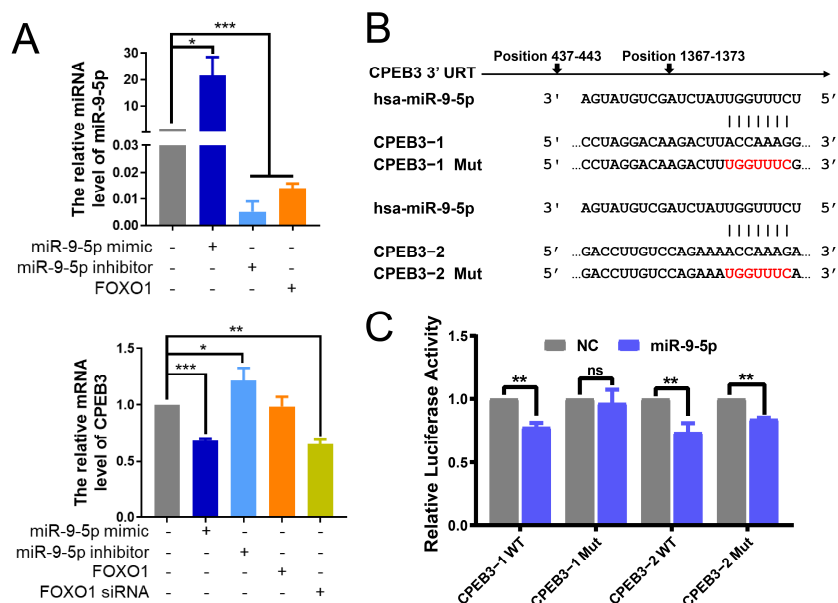 A
The relative miRNA
level of miR-9-5p
30
20
10
0.03
0.02
0.01
0.00
*
***
miR-9-5p mimic - + - -
miR-9-5p inhibitor - - + -
FOXO1 - - - +
The relative mRNA
level of CPEB3
1.5
1.0
0.5
0.0
**
*
***
miR-9-5p mimic - + - - -
miR-9-5p inhibitor - - + - -
FOXO1 - - - + -
FOXO1 siRNA - - - - +
B
Position 437-443 Position 1367-1373
CPEB3 3' URT
hsa-miR-9-5p 3' AGUAUGUCGAUCUAUUGGUUUCU 5'
| | | | | | |
CPEB3-1 5' …CCUAGGACAAGACUUACCAAAGG… 3'
CPEB3-1 Mut 5' …CCUAGGACAAGACUUUGGUUUCG… 3'
hsa-miR-9-5p 3' AGUAUGUCGAUCUAUUGGUUUCU 5'
| | | | | | |
CPEB3-2 5' …GACCUUGUCCAGAAAACCAAAGA… 3'
CPEB3-2 Mut 5' …GACCUUGUCCAGAAAUGGUUUCA… 3'
C
Relative Luciferase Activity
1.5
1.0
0.5
0.0
NC miR-9-5p
** ns ** **
CPEB3-1 WT
CPEB3-1 Mut
CPEB3-2 WT
CPEB3-2 Mut